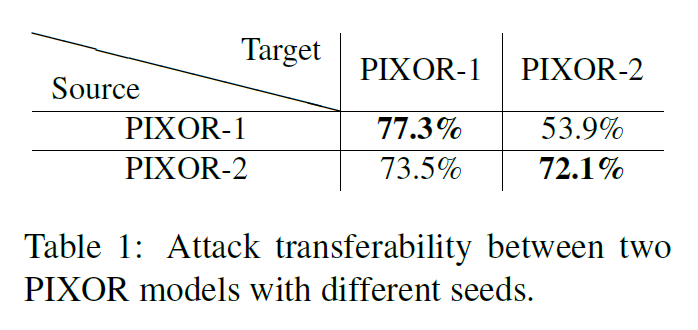 Target
Source
PIXOR-1 PIXOR-2
PIXOR-1 77.3% 53.9%
PIXOR-2 73.5% 72.1%
Table 1: Attack transferability between two
PIXOR models with different seeds.